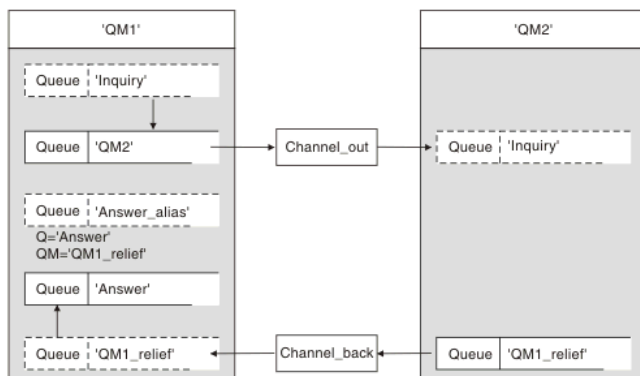 'QM1'
Queue 'Inquiry'
Queue 'QM2'
Queue 'Answer_alias'
Q='Answer'
QM='QM1_relief'
Queue 'Answer'
Queue 'QM1_relief'
Channel_out
Channel_back
'QM2'
Queue 'Inquiry'
Queue 'QM1_relief'